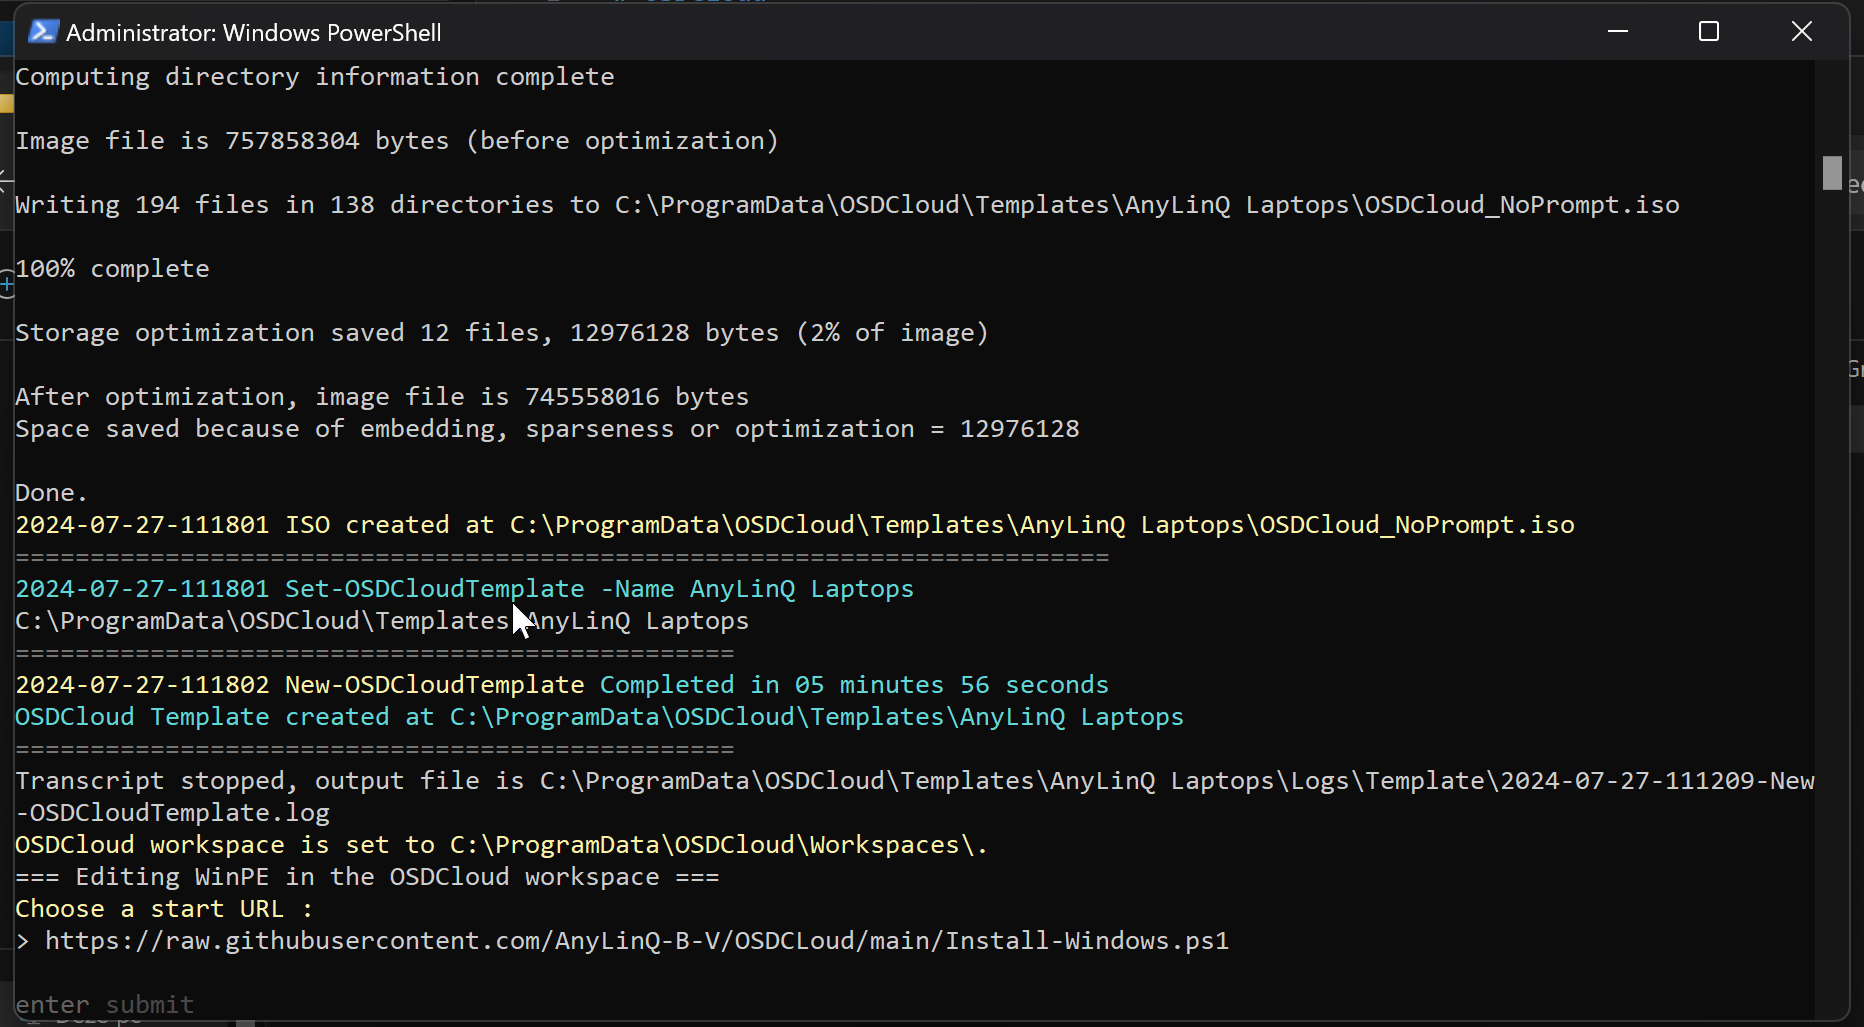 Administrator: Windows PowerShell
Computing directory information complete
Image file is 757858304 bytes (before optimization)
Writing 194 files in 138 directories to C:\ProgramData\OSDCloud\Templates\AnyLinQ Laptops\OSDCloud_NoPrompt.iso
100% complete
Storage optimization saved 12 files, 12976128 bytes (2% of image)
After optimization, image file is 745558016 bytes
Space saved because of embedding, sparseness or optimization = 12976128
Done.
2024-07-27-111801 ISO created at C:\ProgramData\OSDCloud\Templates\AnyLinQ Laptops\OSDCloud_NoPrompt.iso
=========================================================================
2024-07-27-111801 Set-OSDCloudTemplate -Name AnyLinQ Laptops
C:\ProgramData\OSDCloud\Templates\AnyLinQ Laptops
================================================
2024-07-27-111802 New-OSDCloudTemplate Completed in 05 minutes 56 seconds
OSDCloud Template created at C:\ProgramData\OSDCloud\Templates\AnyLinQ Laptops
================================================
Transcript stopped, output file is C:\ProgramData\OSDCloud\Templates\AnyLinQ Laptops\Logs\Template\2024-07-27-111209-New
-OSDCloudTemplate.log
OSDCloud workspace is set to C:\ProgramData\OSDCloud\Workspaces\.
=== Editing WinPE in the OSDCloud workspace ===
Choose a start URL :
> https://raw.githubusercontent.com/AnyLinQ-B-V/OSDCLoud/main/Install-Windows.ps1
enter submit